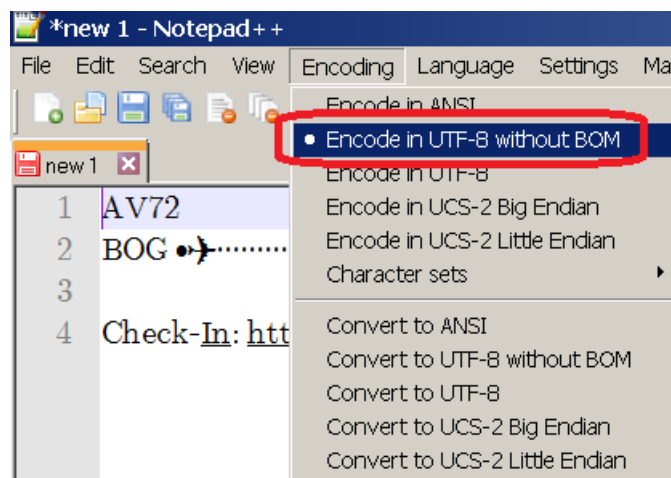 *new 1 - Notepad++
File Edit Search View Encoding Language Settings Ma
new 1
1 AV72
2 BOG •✈·········
3
4 Check-In: htt
Encode in ANSI
• Encode in UTF-8 without BOM
Encode in UTF-8
Encode in UCS-2 Big Endian
Encode in UCS-2 Little Endian
Character sets
Convert to ANSI
Convert to UTF-8 without BOM
Convert to UTF-8
Convert to UCS-2 Big Endian
Convert to UCS-2 Little Endian